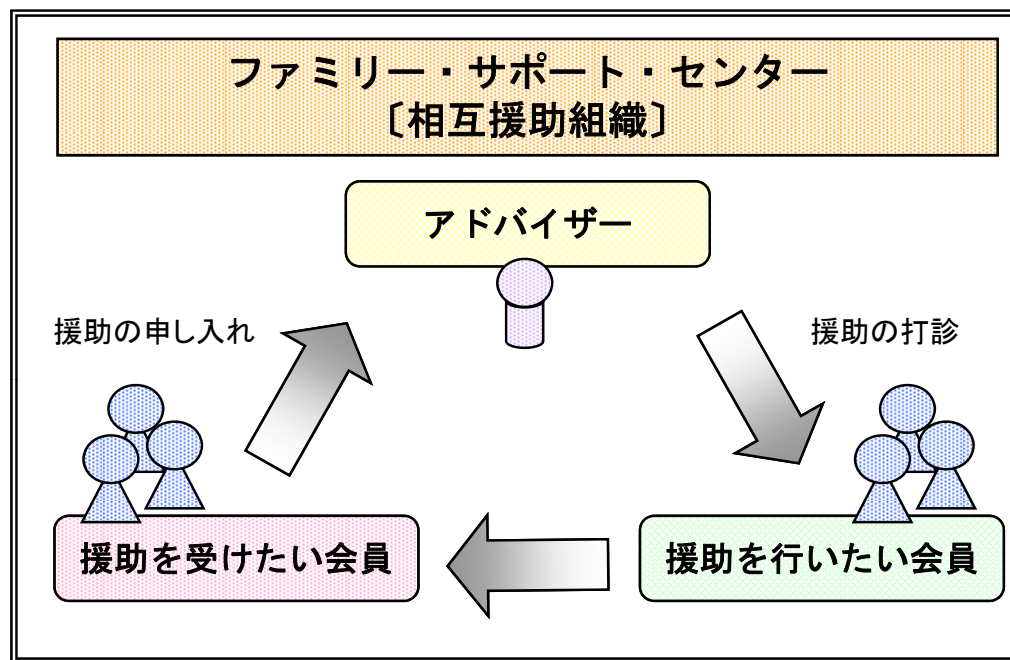 ファミリー・サポート・センター
〔相互援助組織〕
アドバイザー
援助の申し入れ
援助の打診
援助を受けたい会員
援助を行いたい会員